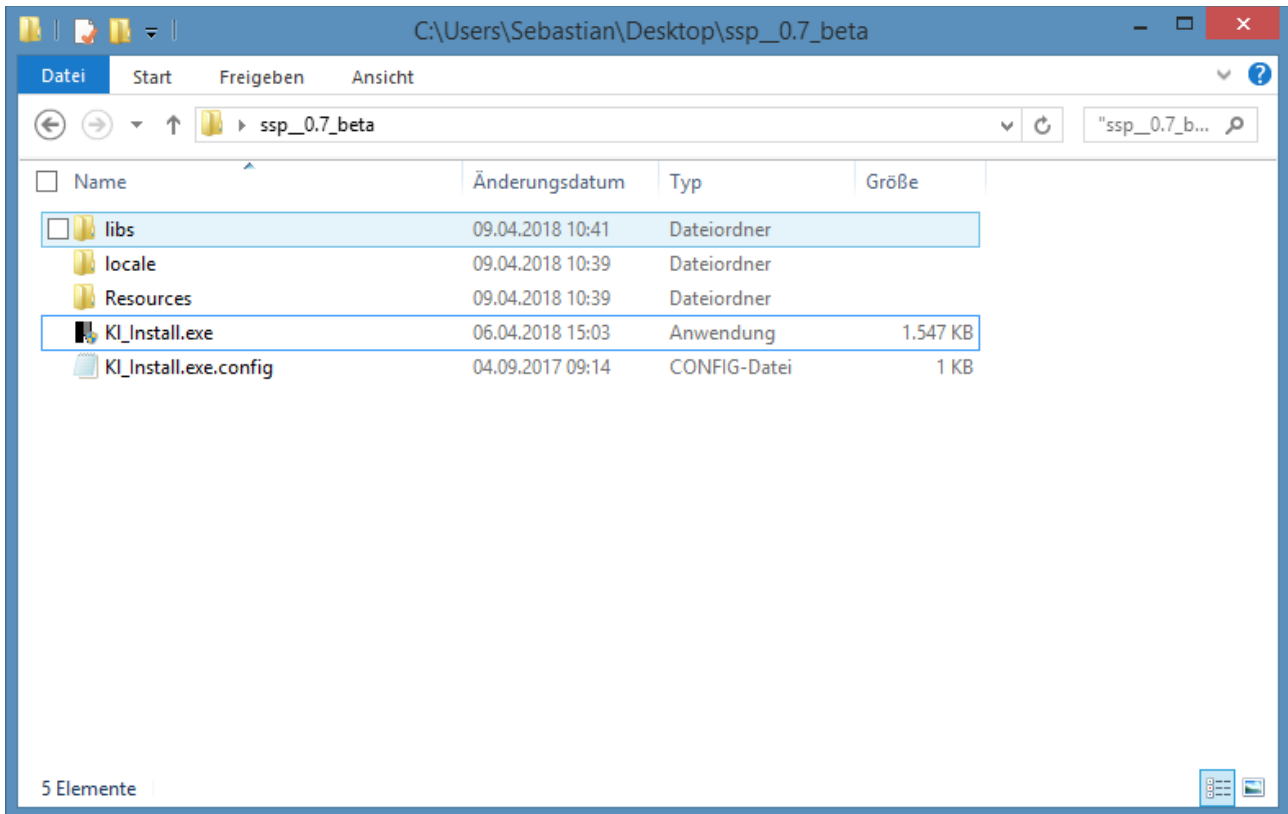 C:\Users\Sebastian\Desktop\ssp__0.7_beta
Datei Start Freigeben Ansicht
ssp__0.7_beta "ssp__0.7_b...
Name Änderungsdatum Typ Größe
libs 09.04.2018 10:41 Dateiordner
locale 09.04.2018 10:39 Dateiordner
Resources 09.04.2018 10:39 Dateiordner
KI_Install.exe 06.04.2018 15:03 Anwendung 1.547 KB
KI_Install.exe.config 04.09.2017 09:14 CONFIG-Datei 1 KB
5 Elemente